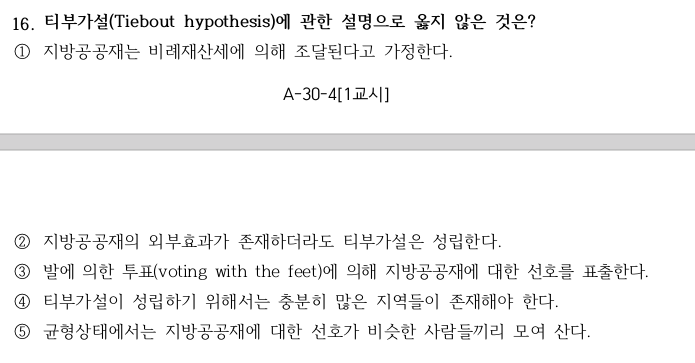 16. 티부가설(Tiebout hypothesis)에 관한 설명으로 옳지 않은 것은?
① 지방공공재는 비례재산세에 의해 조달된다고 가정한다.
A-30-4[1교시]
② 지방공공재의 외부효과가 존재하더라도 티부가설은 성립한다.
③ 발에 의한 투표(voting with the feet)에 의해 지방공공재에 대한 선호를 표출한다.
④ 티부가설이 성립하기 위해서는 충분히 많은 지역들이 존재해야 한다.
⑤ 균형상태에서는 지방공공재에 대한 선호가 비슷한 사람들끼리 모여 산다.